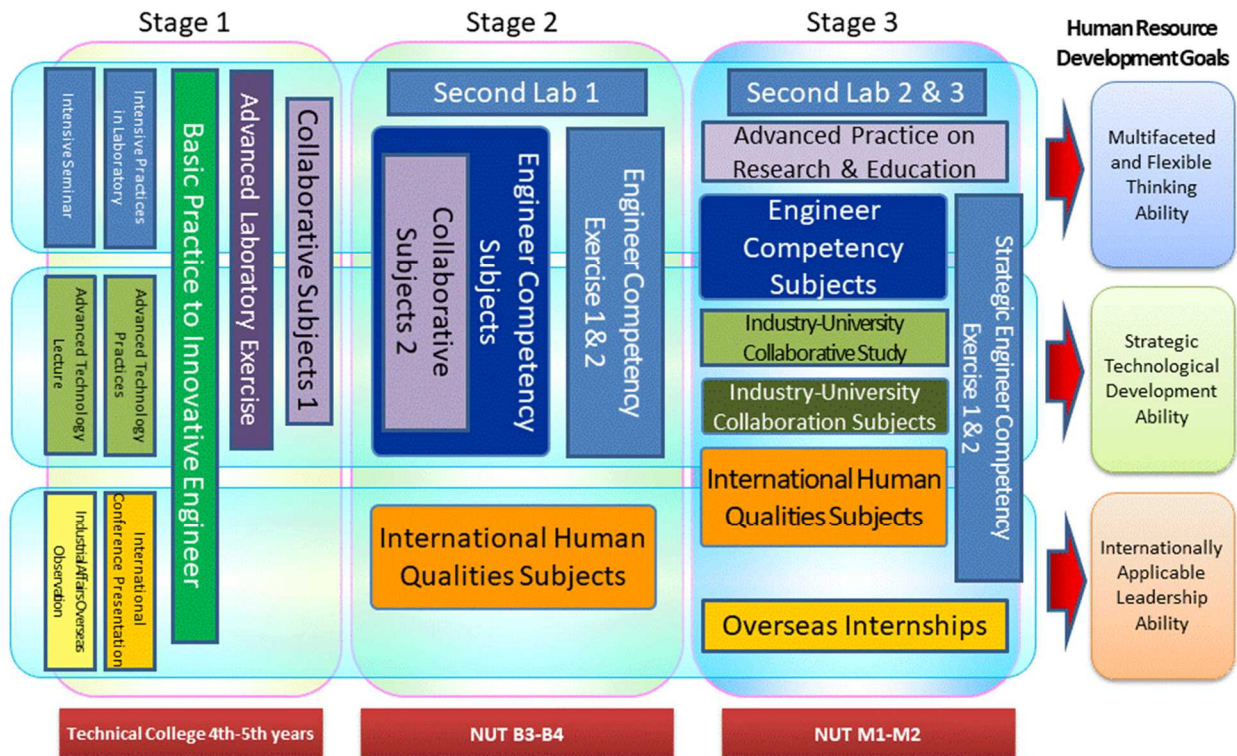 Stage 1
Stage 2
Stage 3
Human Resource
Development Goals
Intensive Seminar
Intensive Practices
in Laboratory
Basic Practice to Innovative Engineer
Advanced Laboratory Exercise
Collaborative Subjects 1
Advanced Technology
Lecture
Advanced Technology
Practices
Industrial Affairs Overseas
Observation
International
Conference Presentation
Second Lab 1
Engineer Competency
Subjects
Collaborative
Subjects 2
Engineer Competency
Exercise 1 & 2
International Human
Qualities Subjects
Second Lab 2 & 3
Advanced Practice on
Research & Education
Engineer
Competency
Subjects
Industry-University
Collaborative Study
Industry-University
Collaboration Subjects
International Human
Qualities Subjects
Strategic Engineer Competency
Exercise 1 & 2
Overseas Internships
Multifaceted
and Flexible
Thinking
Ability
Strategic
Technological
Development
Ability
Internationally
Applicable
Leadership
Ability
Technical College 4th-5th years
NUT B3-B4
NUT M1-M2